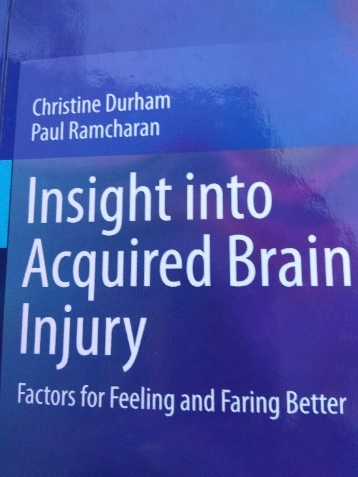 Christine Durham
Paul Ramcharan
Insight into
Acquired Brain
Injury
Factors for Feeling and Faring Better